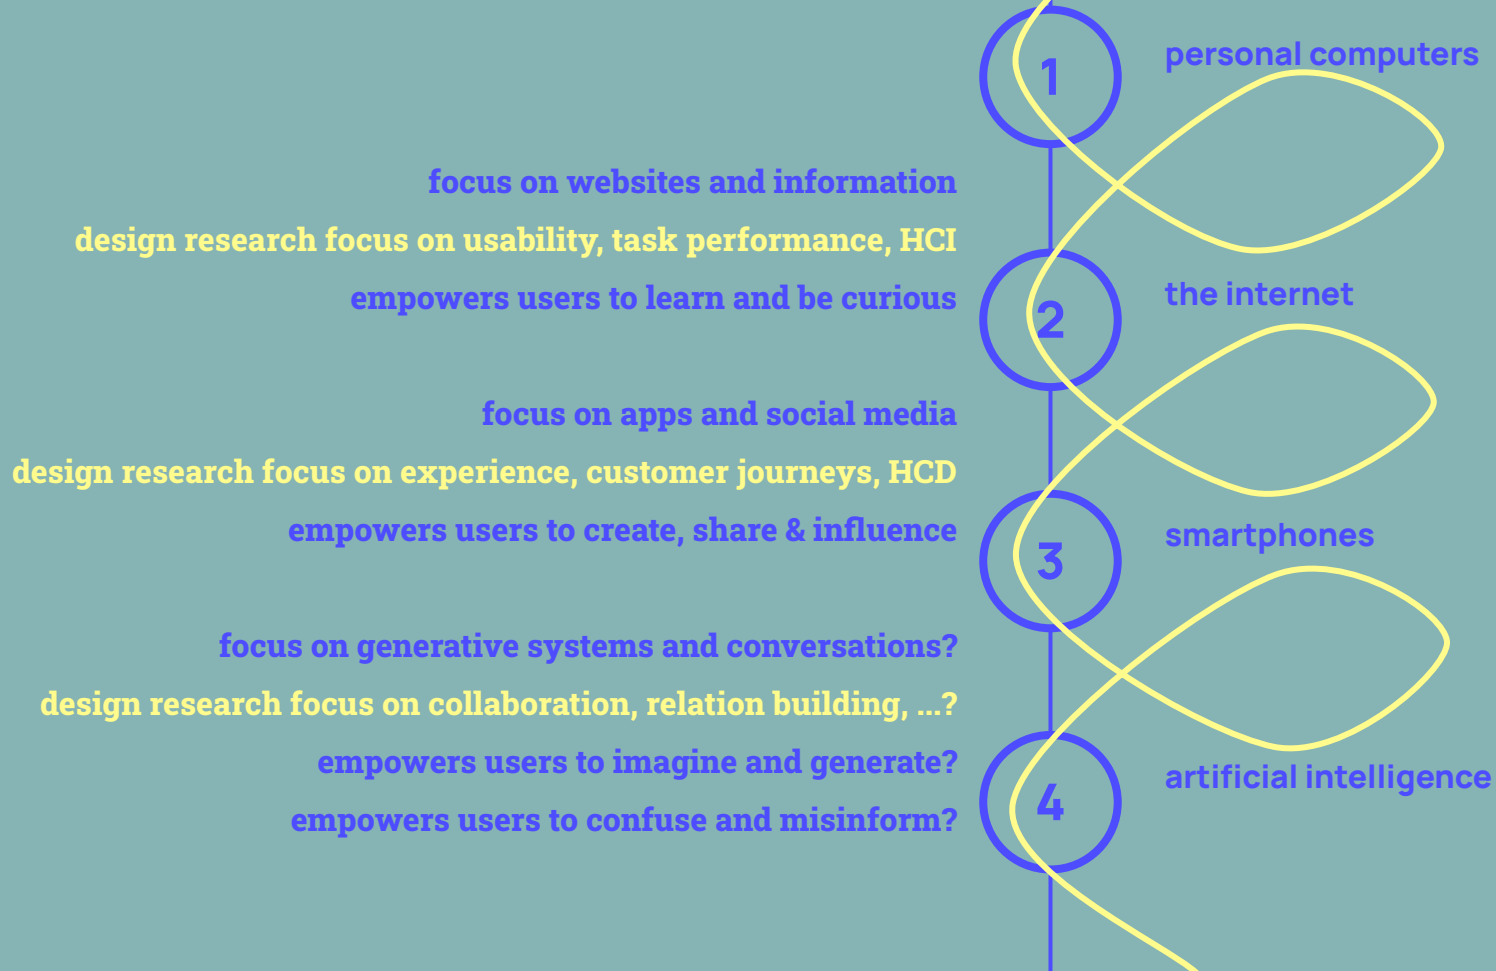 1
personal computers
focus on websites and information
design research focus on usability, task performance, HCI
empowers users to learn and be curious
2
the internet
focus on apps and social media
design research focus on experience, customer journeys, HCD
empowers users to create, share & influence
3
smartphones
focus on generative systems and conversations?
design research focus on collaboration, relation building, ...?
empowers users to imagine and generate?
empowers users to confuse and misinform?
4
artificial intelligence